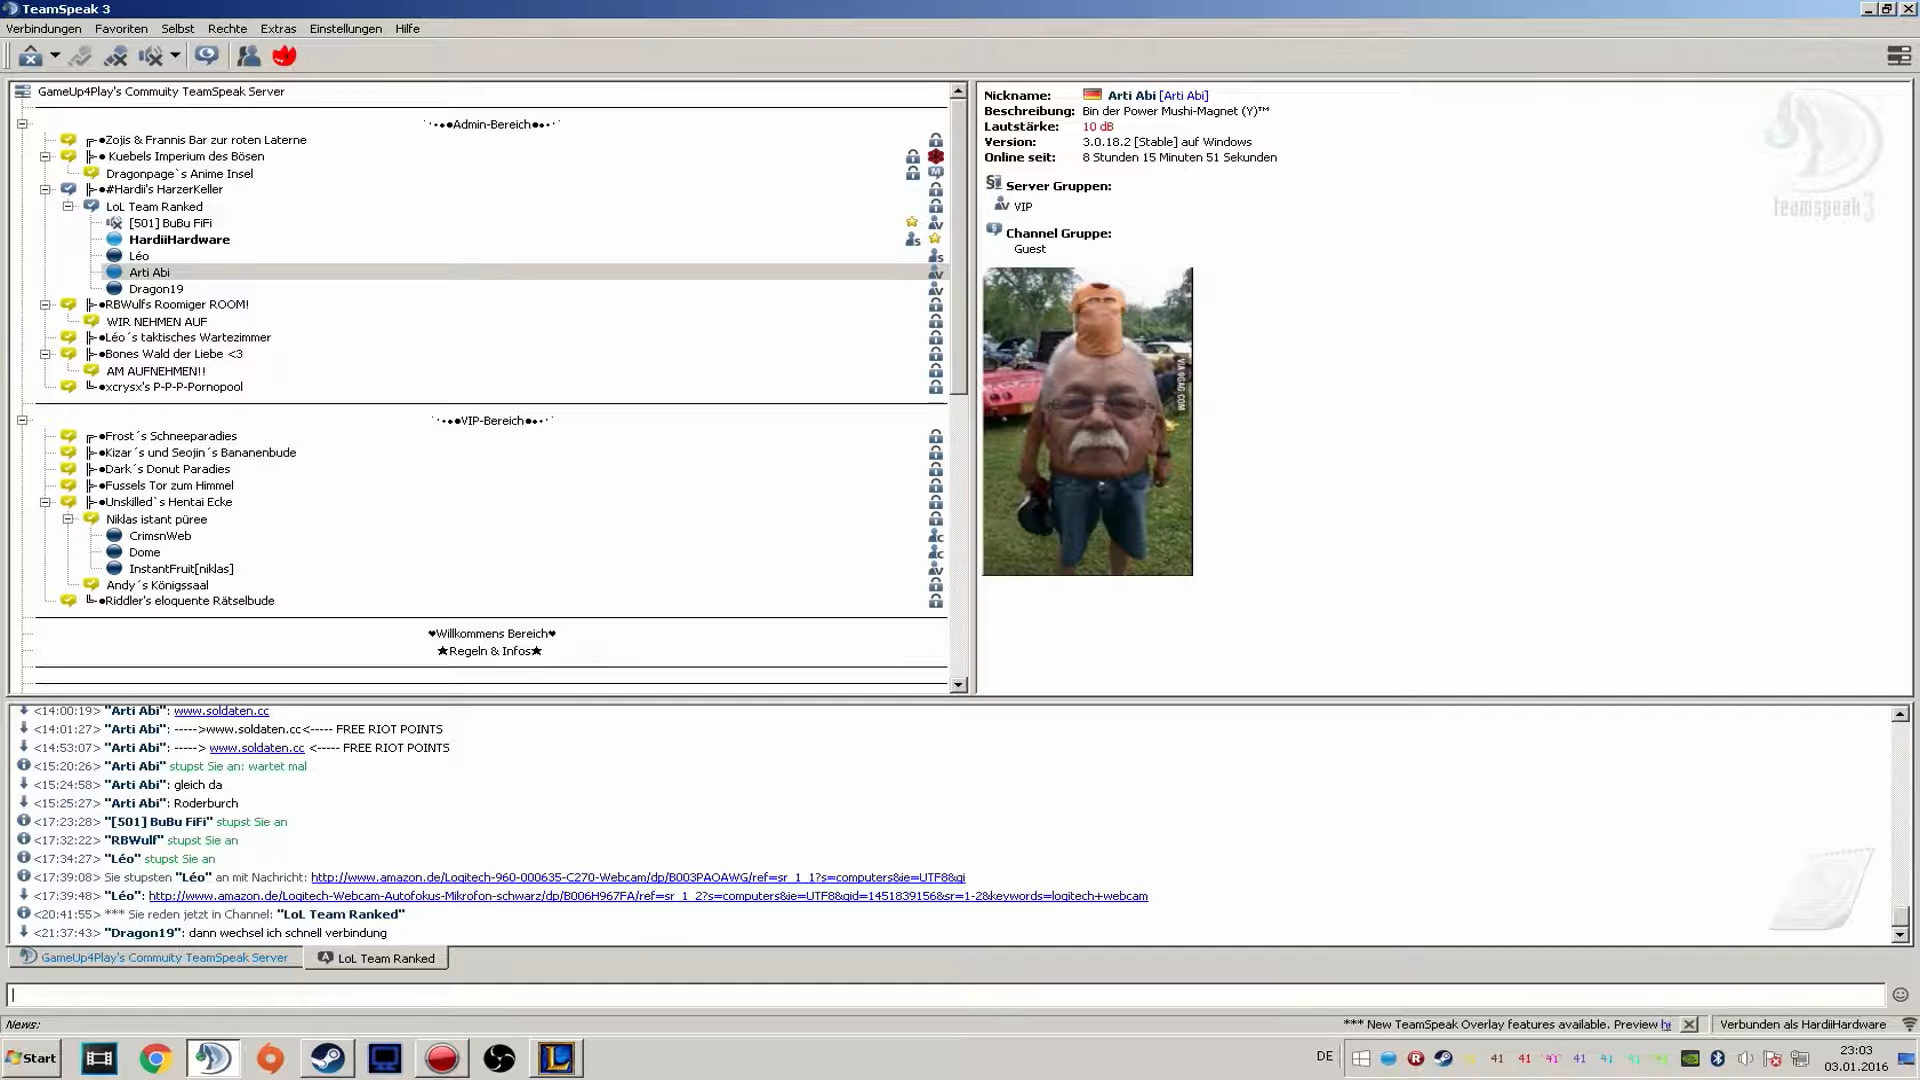 TeamSpeak 3
Verbindungen Favoriten Selbst Rechte Extras Einstellungen Hilfe
GameUp4Play's Commuity TeamSpeak Server
˙·•●Admin-Bereich●•·˙
╔●Zojis & Frannis Bar zur roten Laterne
╠●Kuebels Imperium des Bösen
Dragonpage`s Anime Insel
╠●#Hardii's HarzerKeller
LoL Team Ranked
[501] BuBu FiFi
HardiiHardware
Léo
Arti Abi
Dragon19
╠●RBWulfs Roomiger ROOM!
WIR NEHMEN AUF
╠●Léo´s taktisches Wartezimmer
╠●Bones Wald der Liebe <3
AM AUFNEHMEN!!
╚●xcrysx's P-P-P-Pornopool
˙·•●VIP-Bereich●•·˙
╔●Frost´s Schneeparadies
╠●Kizar´s und Seojin´s Bananenbude
╠●Dark´s Donut Paradies
╠●Fussels Tor zum Himmel
╠●Unskilled`s Hentai Ecke
Niklas istant püree
CrimsnWeb
Dome
InstantFruit[niklas]
Andy´s Königssaal
╚●Riddler's eloquente Rätselbude
♥Willkommens Bereich♥
★Regeln & Infos★
Nickname: Arti Abi [Arti Abi]
Beschreibung: Bin der Power Mushi-Magnet (Y)™
Lautstärke: 10 dB
Version: 3.0.18.2 [Stable] auf Windows
Online seit: 8 Stunden 15 Minuten 51 Sekunden
Server Gruppen:
VIP
Channel Gruppe:
Guest
VIA 9GAG.COM
teamspeak 3
<14:00:19> "Arti Abi": www.soldaten.cc
<14:01:27> "Arti Abi": ----->www.soldaten.cc<----- FREE RIOT POINTS
<14:53:07> "Arti Abi": -----> www.soldaten.cc <----- FREE RIOT POINTS
<15:20:26> "Arti Abi" stupst Sie an: wartet mal
<15:24:58> "Arti Abi": gleich da
<15:25:27> "Arti Abi": Roderburch
<17:23:28> "[501] BuBu FiFi" stupst Sie an
<17:32:22> "RBWulf" stupst Sie an
<17:34:27> "Léo" stupst Sie an
<17:39:08> Sie stupsten "Léo" an mit Nachricht: http://www.amazon.de/Logitech-960-000635-C270-Webcam/dp/B003PAOAWG/ref=sr_1_1?s=computers&ie=UTF8&qi
<17:39:48> "Léo": http://www.amazon.de/Logitech-Webcam-Autofokus-Mikrofon-schwarz/dp/B006H967FA/ref=sr_1_2?s=computers&ie=UTF8&qid=1451839156&sr=1-2&keywords=logitech+webcam
<20:41:55> *** Sie reden jetzt in Channel: "LoL Team Ranked"
<21:37:43> "Dragon19": dann wechsel ich schnell verbindung
GameUp4Play's Commuity TeamSpeak Server LoL Team Ranked
News: *** New TeamSpeak Overlay features available. Preview hi Verbunden als HardiiHardware
Start DE 41 41 41 41 41 41 41 23:03
03.01.2016